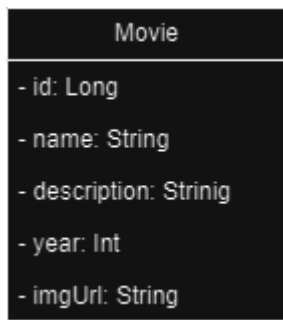 Movie
- id: Long
- name: String
- description: Strinig
- year: Int
- imgUrl: String